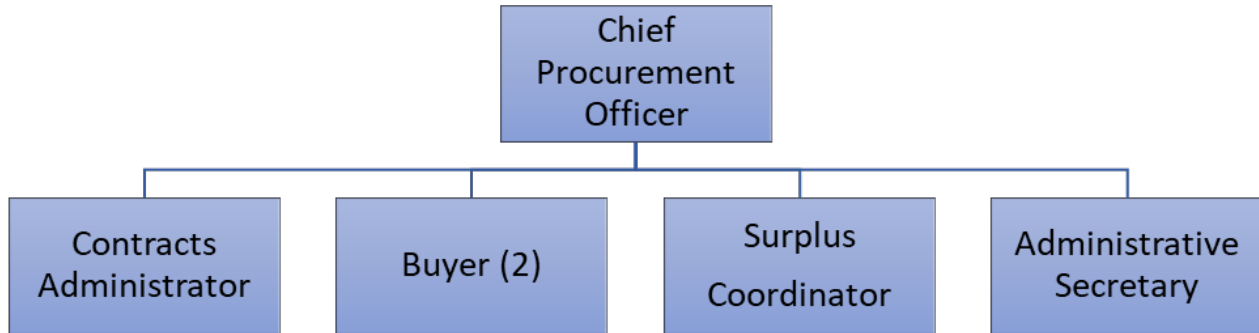 Chief
Procurement
Officer
Contracts
Administrator
Buyer (2)
Surplus
Coordinator
Administrative
Secretary